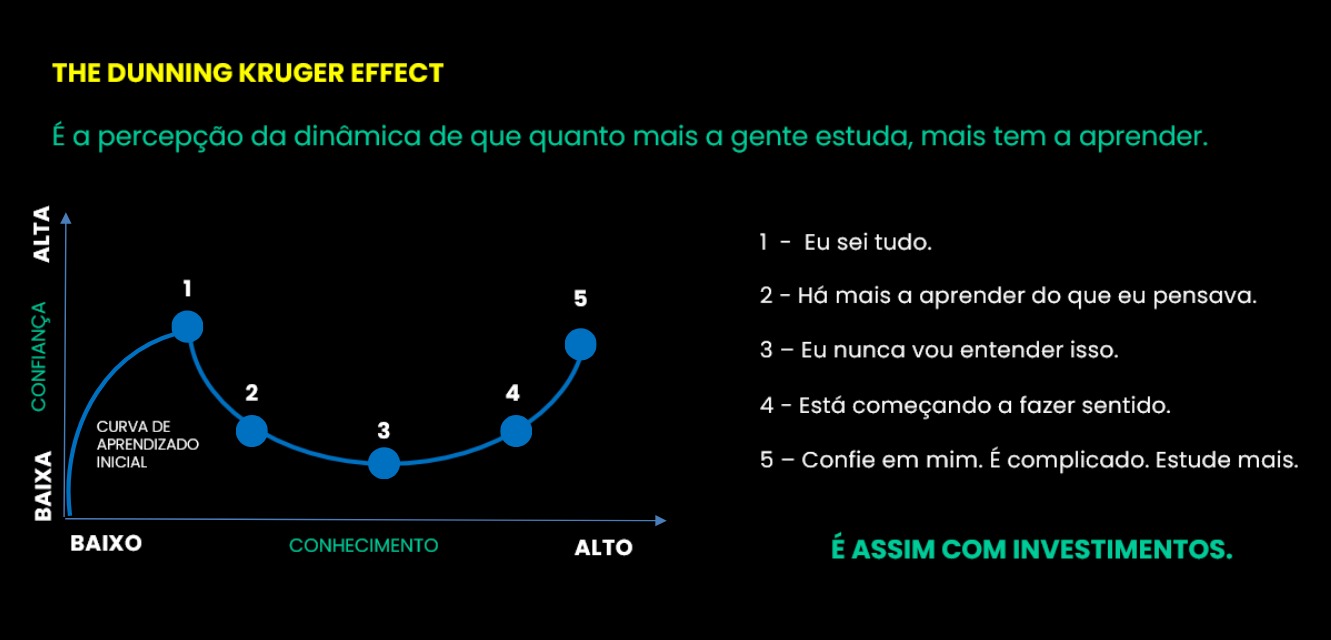 THE DUNNING KRUGER EFFECT
É a percepção da dinâmica de que quanto mais a gente estuda, mais tem a aprender.
ALTA
CONFIANÇA
BAIXA
1
2
3
4
5
CURVA DE
APRENDIZADO
INICIAL
BAIXO
CONHECIMENTO
ALTO
1 - Eu sei tudo.
2 - Há mais a aprender do que eu pensava.
3 – Eu nunca vou entender isso.
4 - Está começando a fazer sentido.
5 – Confie em mim. É complicado. Estude mais.
É ASSIM COM INVESTIMENTOS.